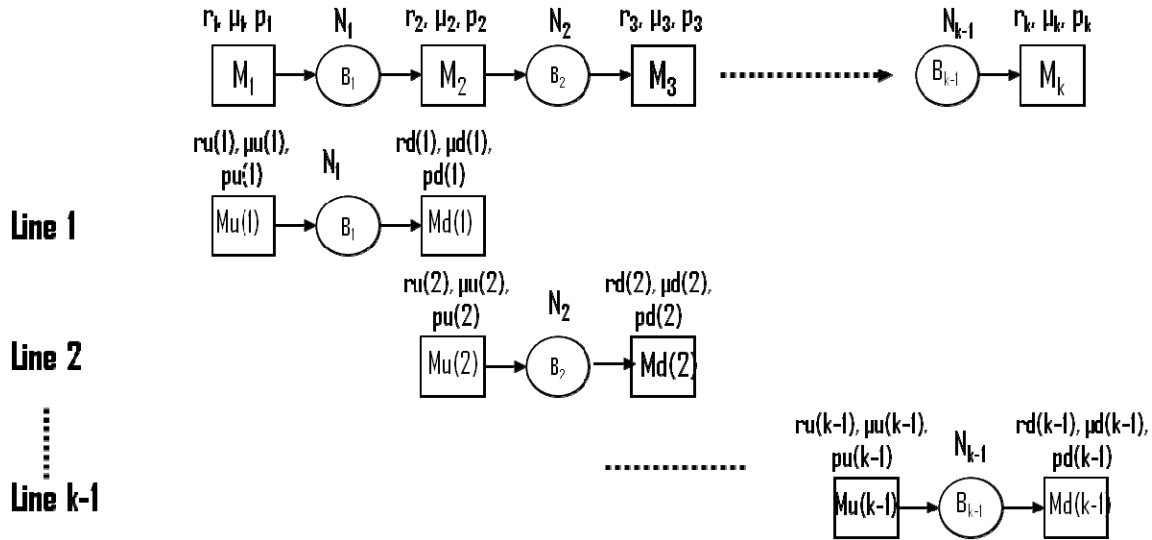 r₁, μ₁, p₁ N₁ r₂, μ₂, p₂ N₂ r₃, μ₃, p₃ Nₖ₋₁ rₖ, μₖ, pₖ
M₁ B₁ M₂ B₂ M₃ Bₖ₋₁ Mₖ
ru(1), μu(1), rd(1), μd(1),
pu(1) N₁ pd(1)
Line 1 Mu(1) B₁ Md(1)
ru(2), μu(2), rd(2), μd(2),
pu(2) N₂ pd(2)
Line 2 Mu(2) B₂ Md(2)
ru(k-1), μu(k-1), rd(k-1), μd(k-1),
pu(k-1) Nₖ₋₁ pd(k-1)
Line k-1 Mu(k-1) Bₖ₋₁ Md(k-1)